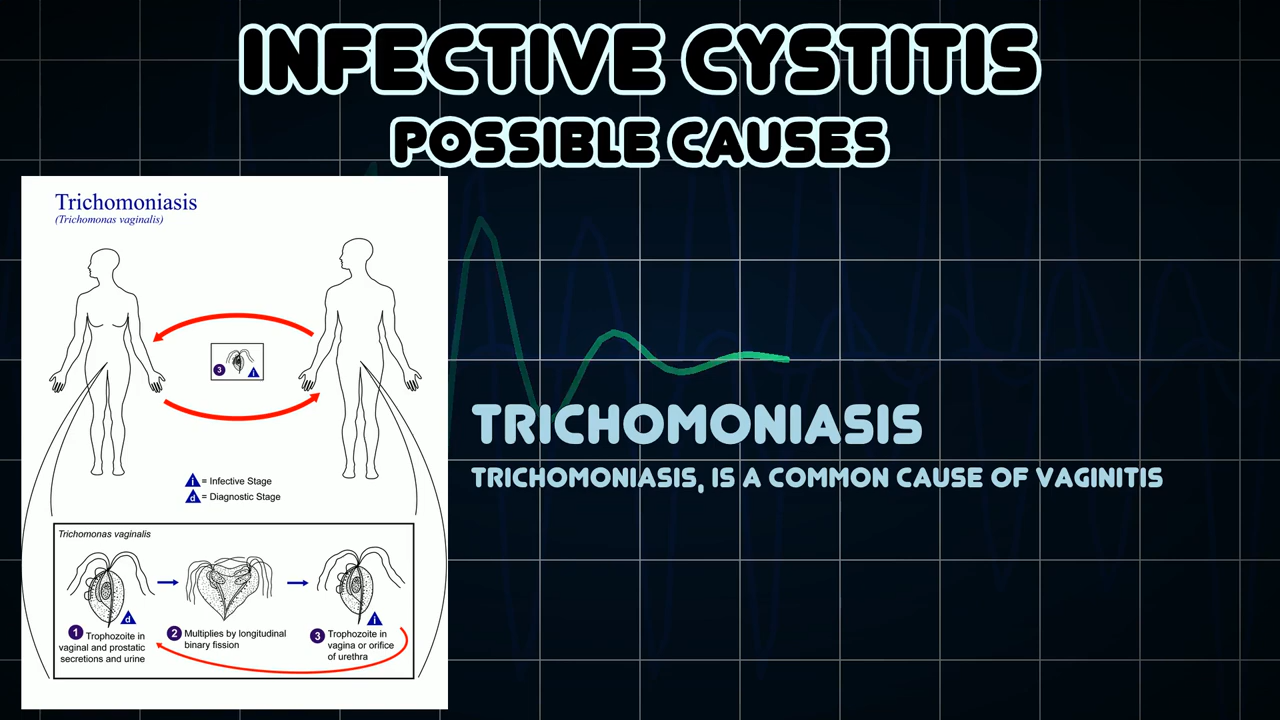 INFECTIVE CYSTITIS
POSSIBLE CAUSES
Trichomoniasis
(Trichomonas vaginalis)
3
i
i = Infective Stage
d = Diagnostic Stage
Trichomonas vaginalis
d
i
1 Trophozoite in
vaginal and prostatic
secretions and urine
2 Multiplies by longitudinal
binary fission
3 Trophozoite in
vagina or orifice
of urethra
TRICHOMONIASIS
TRICHOMONIASIS, IS A COMMON CAUSE OF VAGINITIS